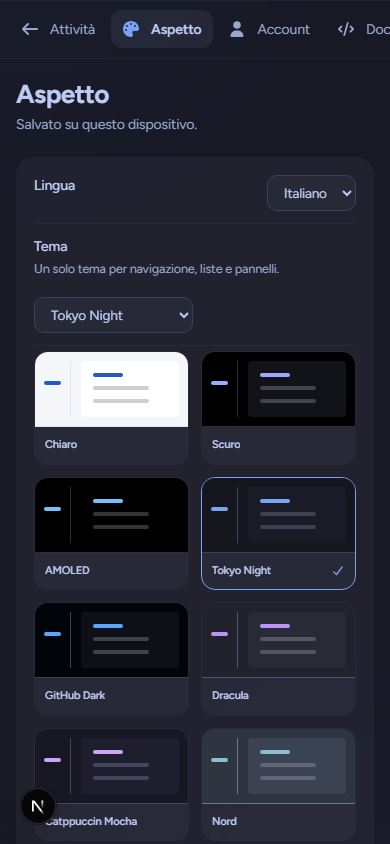 Attività Aspetto Account Doc
Aspetto
Salvato su questo dispositivo.
Lingua Italiano
Tema
Un solo tema per navigazione, liste e pannelli.
Tokyo Night
Chiaro Scuro
AMOLED Tokyo Night
GitHub Dark Dracula
N Catppuccin Mocha Nord